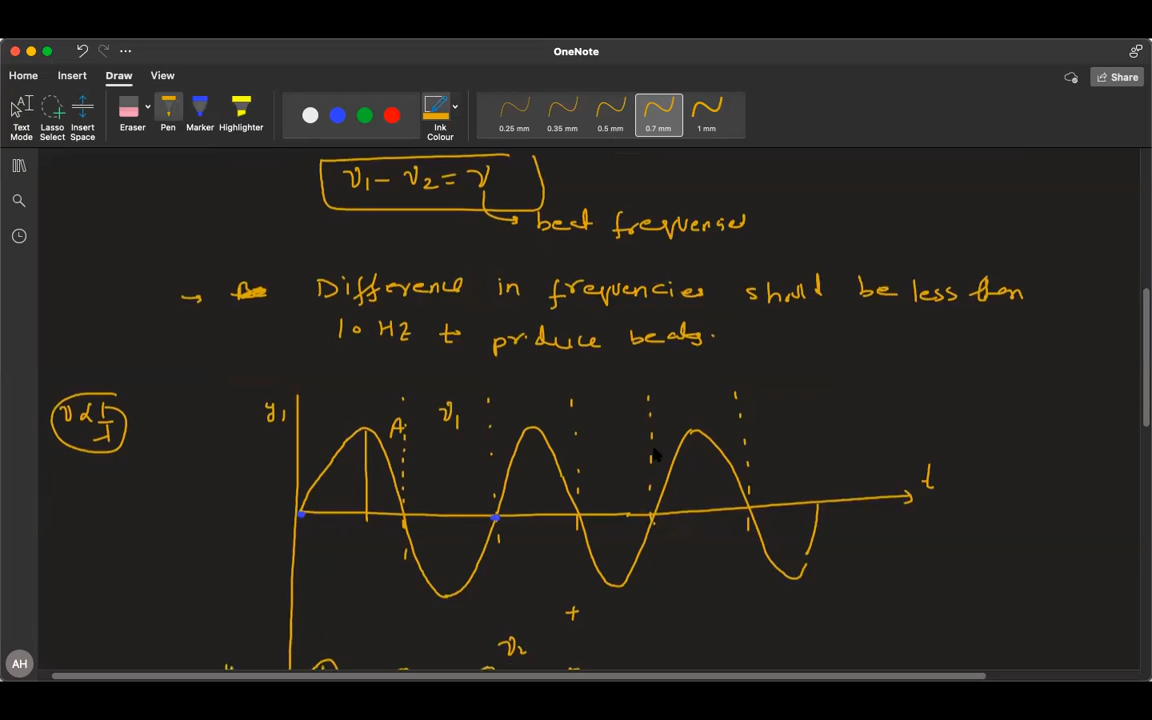 OneNote
Home Insert Draw View
Share
Text Mode
Lasso Select
Insert Space
Eraser
Pen
Marker
Highlighter
Ink Colour
0.25 mm
0.35 mm
0.5 mm
0.7 mm
1 mm
ν₁ - ν₂ = ν
beat frequencies
→ Difference in frequencies should be less than
10 HZ to produce beats.
ν ∝ 1/T
y₁
A
ν₁
t
+
ν₂
AH